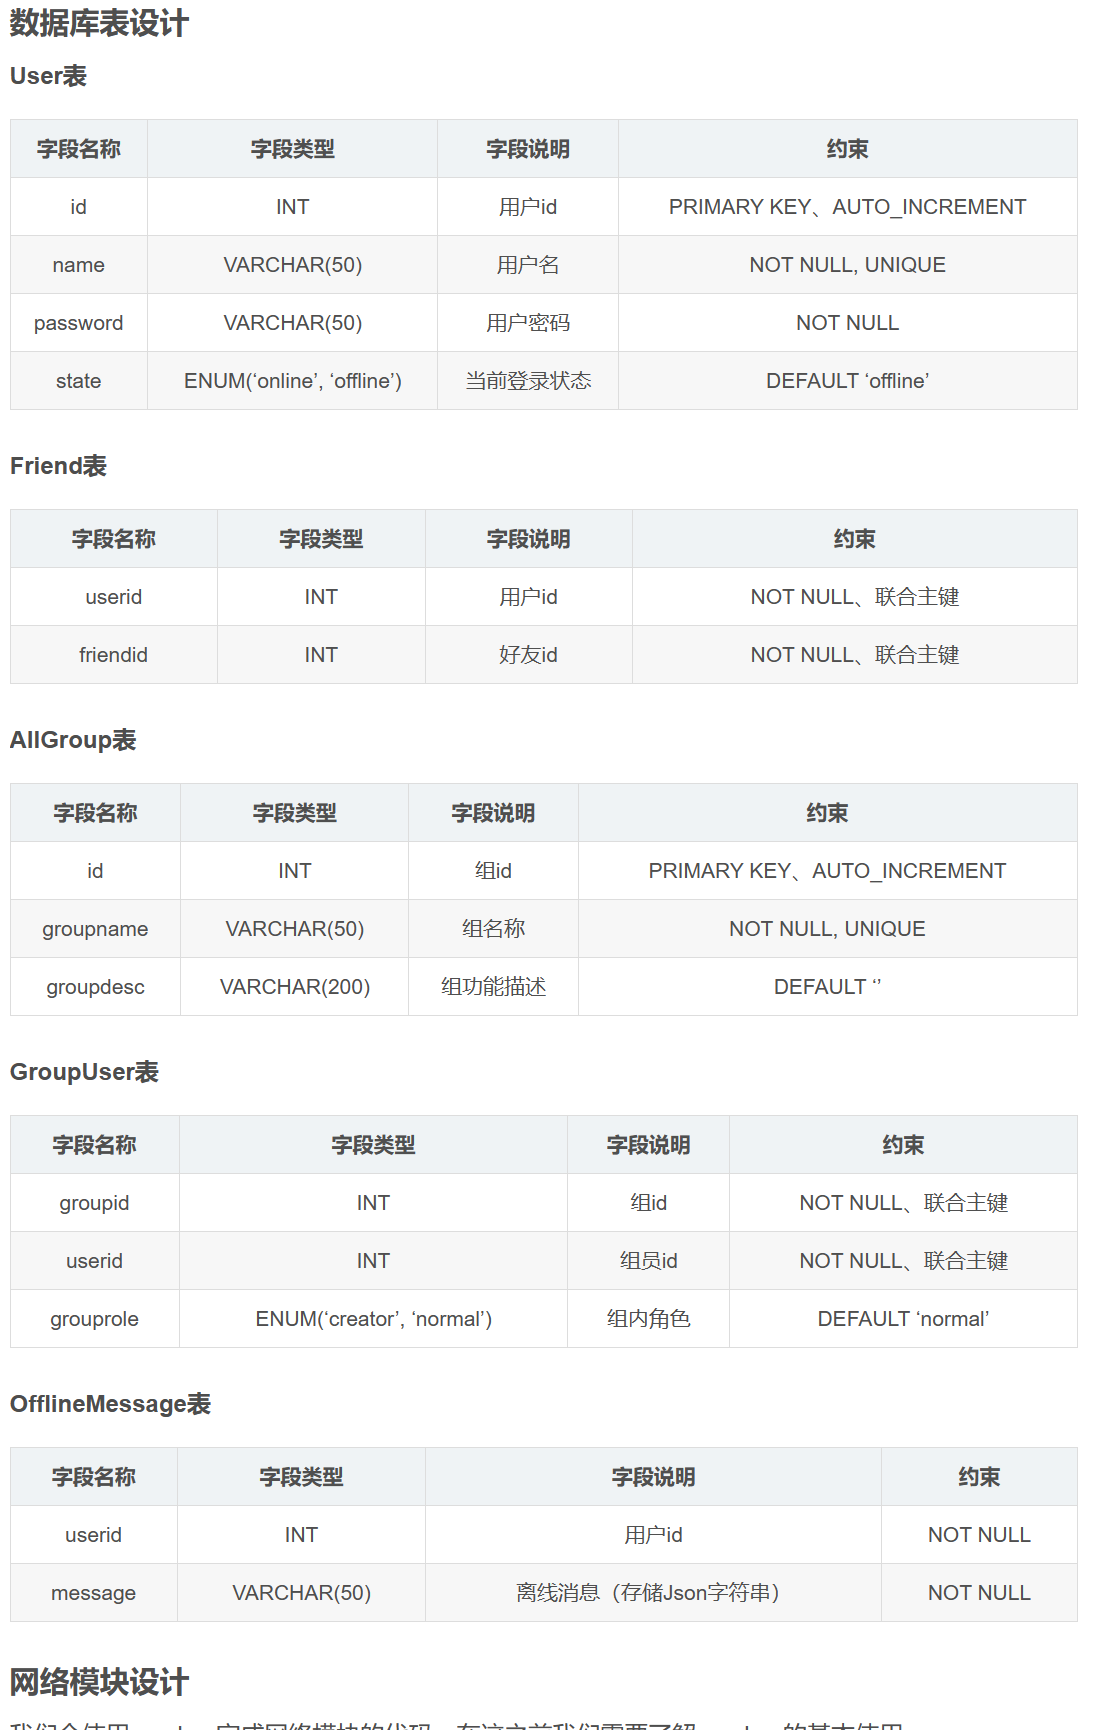 数据库表设计
User表
字段名称 字段类型 字段说明 约束
id INT 用户id PRIMARY KEY、AUTO_INCREMENT
name VARCHAR(50) 用户名 NOT NULL, UNIQUE
password VARCHAR(50) 用户密码 NOT NULL
state ENUM(‘online’, ‘offline’) 当前登录状态 DEFAULT ‘offline’
Friend表
字段名称 字段类型 字段说明 约束
userid INT 用户id NOT NULL、联合主键
friendid INT 好友id NOT NULL、联合主键
AllGroup表
字段名称 字段类型 字段说明 约束
id INT 组id PRIMARY KEY、AUTO_INCREMENT
groupname VARCHAR(50) 组名称 NOT NULL, UNIQUE
groupdesc VARCHAR(200) 组功能描述 DEFAULT ‘’
GroupUser表
字段名称 字段类型 字段说明 约束
groupid INT 组id NOT NULL、联合主键
userid INT 组员id NOT NULL、联合主键
grouprole ENUM(‘creator’, ‘normal’) 组内角色 DEFAULT ‘normal’
OfflineMessage表
字段名称 字段类型 字段说明 约束
userid INT 用户id NOT NULL
message VARCHAR(50) 离线消息（存储Json字符串） NOT NULL
网络模块设计